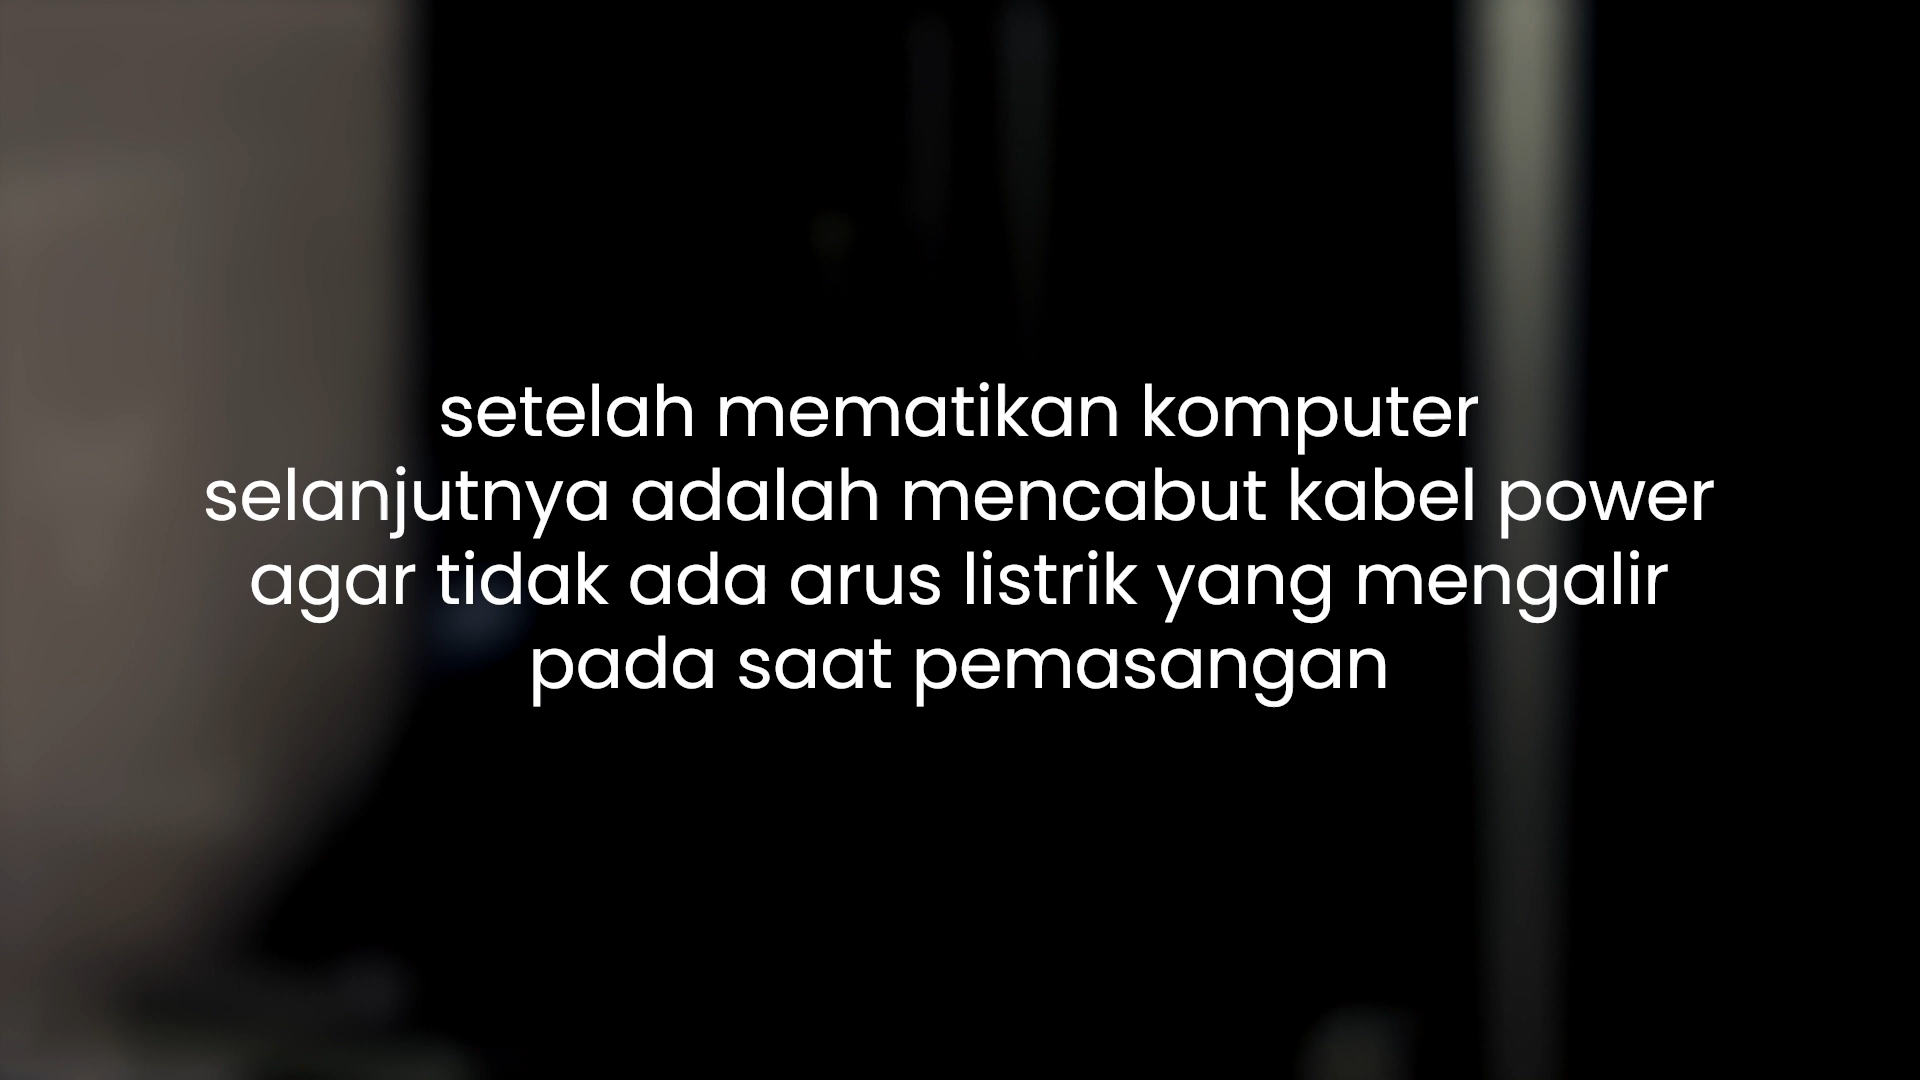 setelah mematikan komputer
selanjutnya adalah mencabut kabel power
agar tidak ada arus listrik yang mengalir
pada saat pemasangan